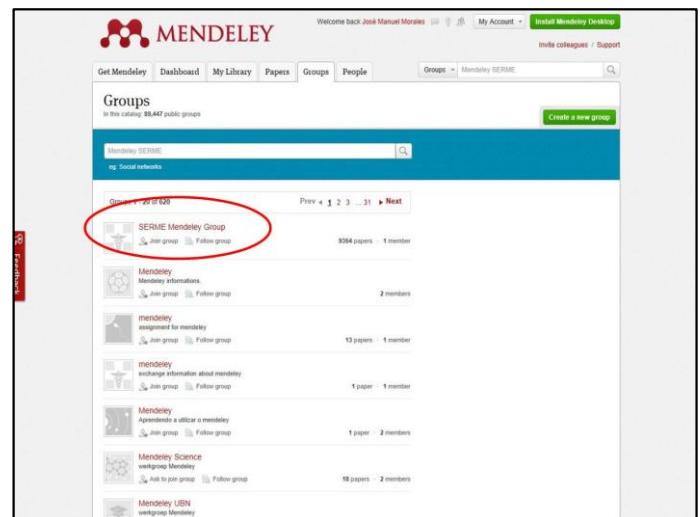 MENDELEY
Welcome back José Manuel Morales
My Account
Install Mendeley Desktop
Invite colleagues / Support
Get Mendeley Dashboard My Library Papers Groups People
Groups Mendeley SERME
Groups
In this catalog: 89,447 public groups
Create a new group
Mendeley SERME
eg. Social networks
Groups 1 - 20 of 620
Prev 1 2 3 ... 31 Next
SERME Mendeley Group
Join group Follow group
9364 papers · 1 member
Mendeley
Mendeley informations.
Join group Follow group
2 members
mendeley
assignment for mendeley
Join group Follow group
13 papers · 1 member
mendeley
exchange information about mendeley
Join group Follow group
1 paper · 1 member
Mendeley
Aprendendo a utilizar o mendeley
Join group Follow group
1 paper · 2 members
Mendeley Science
werkgroep Mendeley
Ask to join group Follow group
18 papers · 2 members
Mendeley UBN
werkgroep Mendeley
Feedback